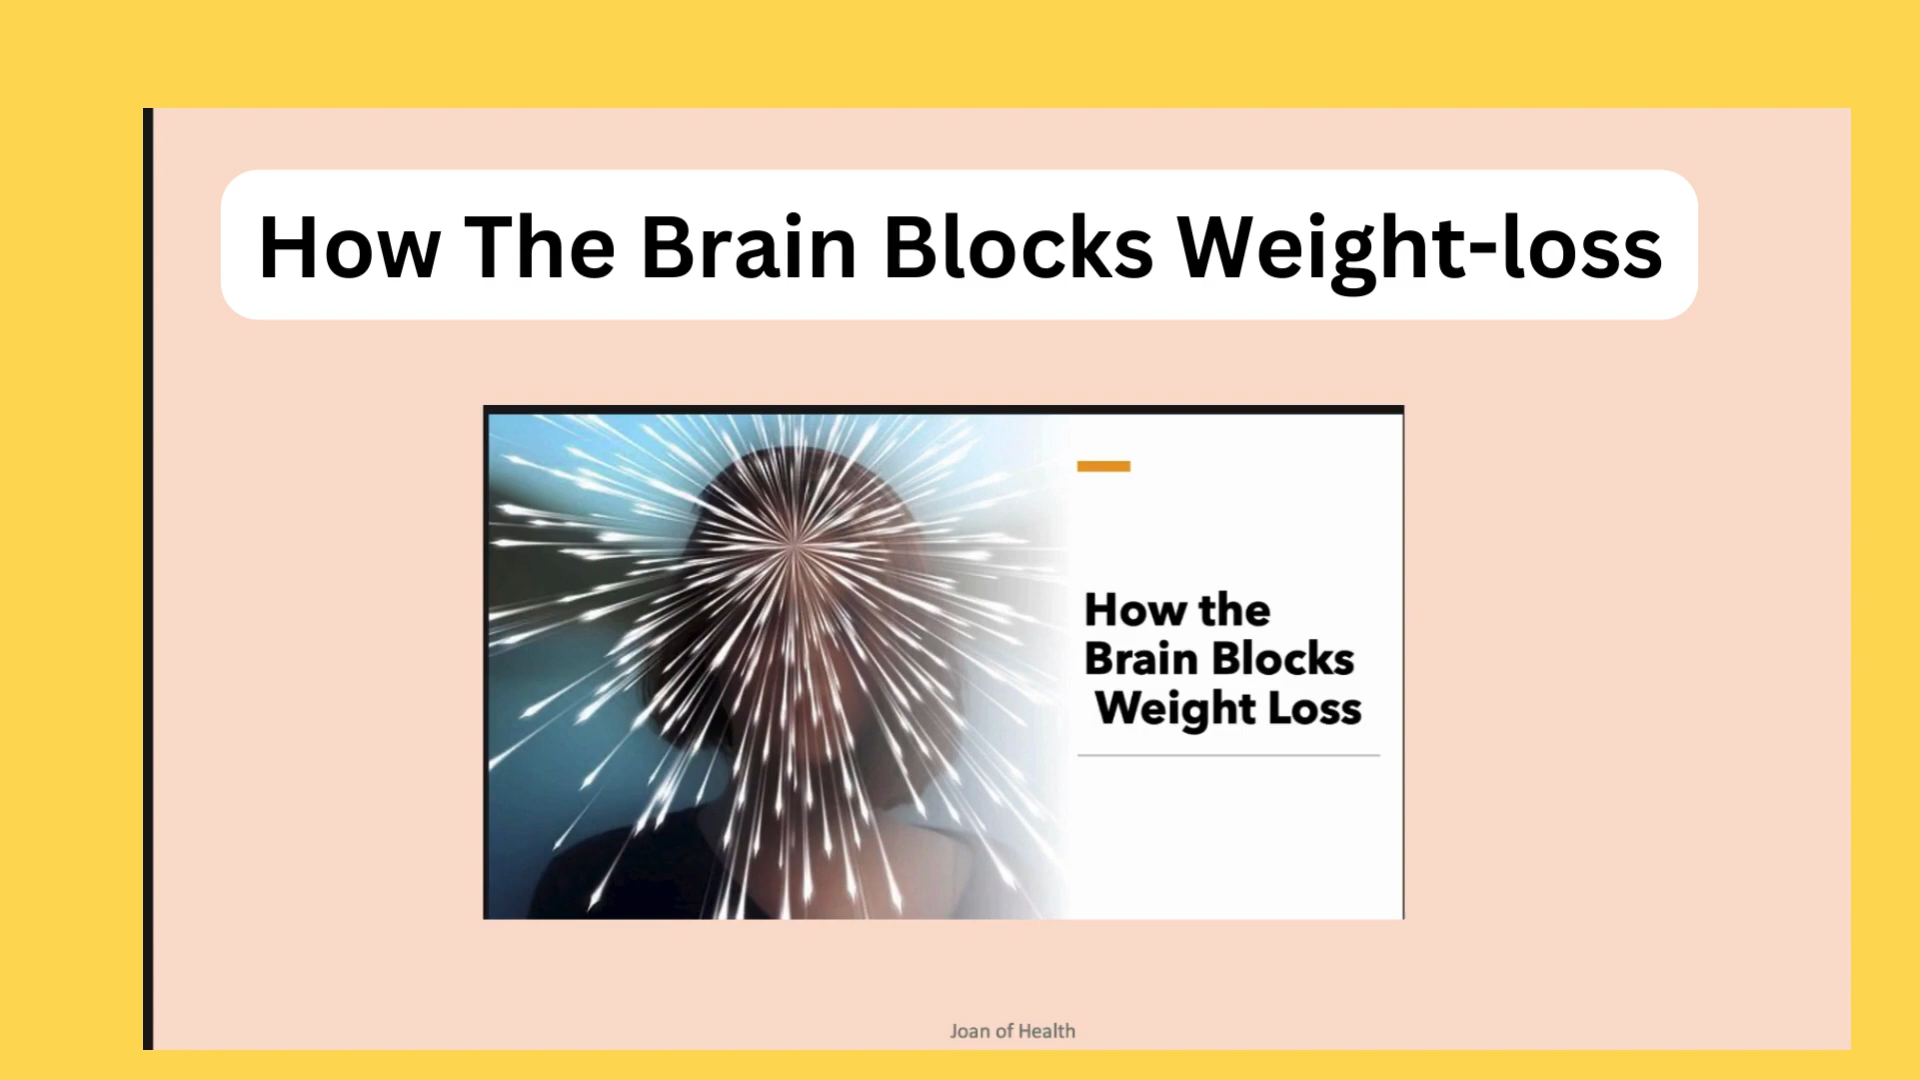 How The Brain Blocks Weight-loss
How the
Brain Blocks
Weight Loss
Joan of Health